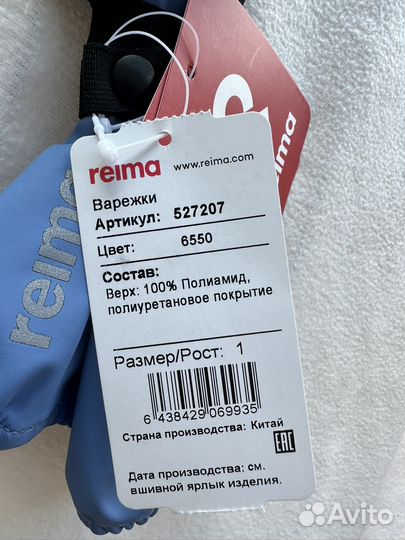 reima
www.reima.com
Варежки
Артикул: 527207
Цвет: 6550
Состав:
Верх: 100% Полиамид,
полиуретановое покрытие
Размер/Рост: 1
6 438429 069935
Страна производства: Китай
EAC
Дата производства: см.
вшивной ярлык изделия.
reima
reima
Avito